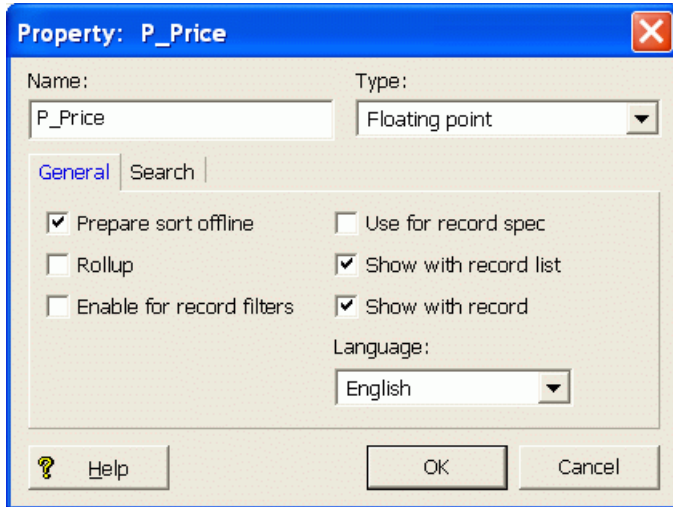 Property: P_Price
Name: Type:
P_Price Floating point
General Search
Prepare sort offline Use for record spec
Rollup Show with record list
Enable for record filters Show with record
Language:
English
? Help OK Cancel